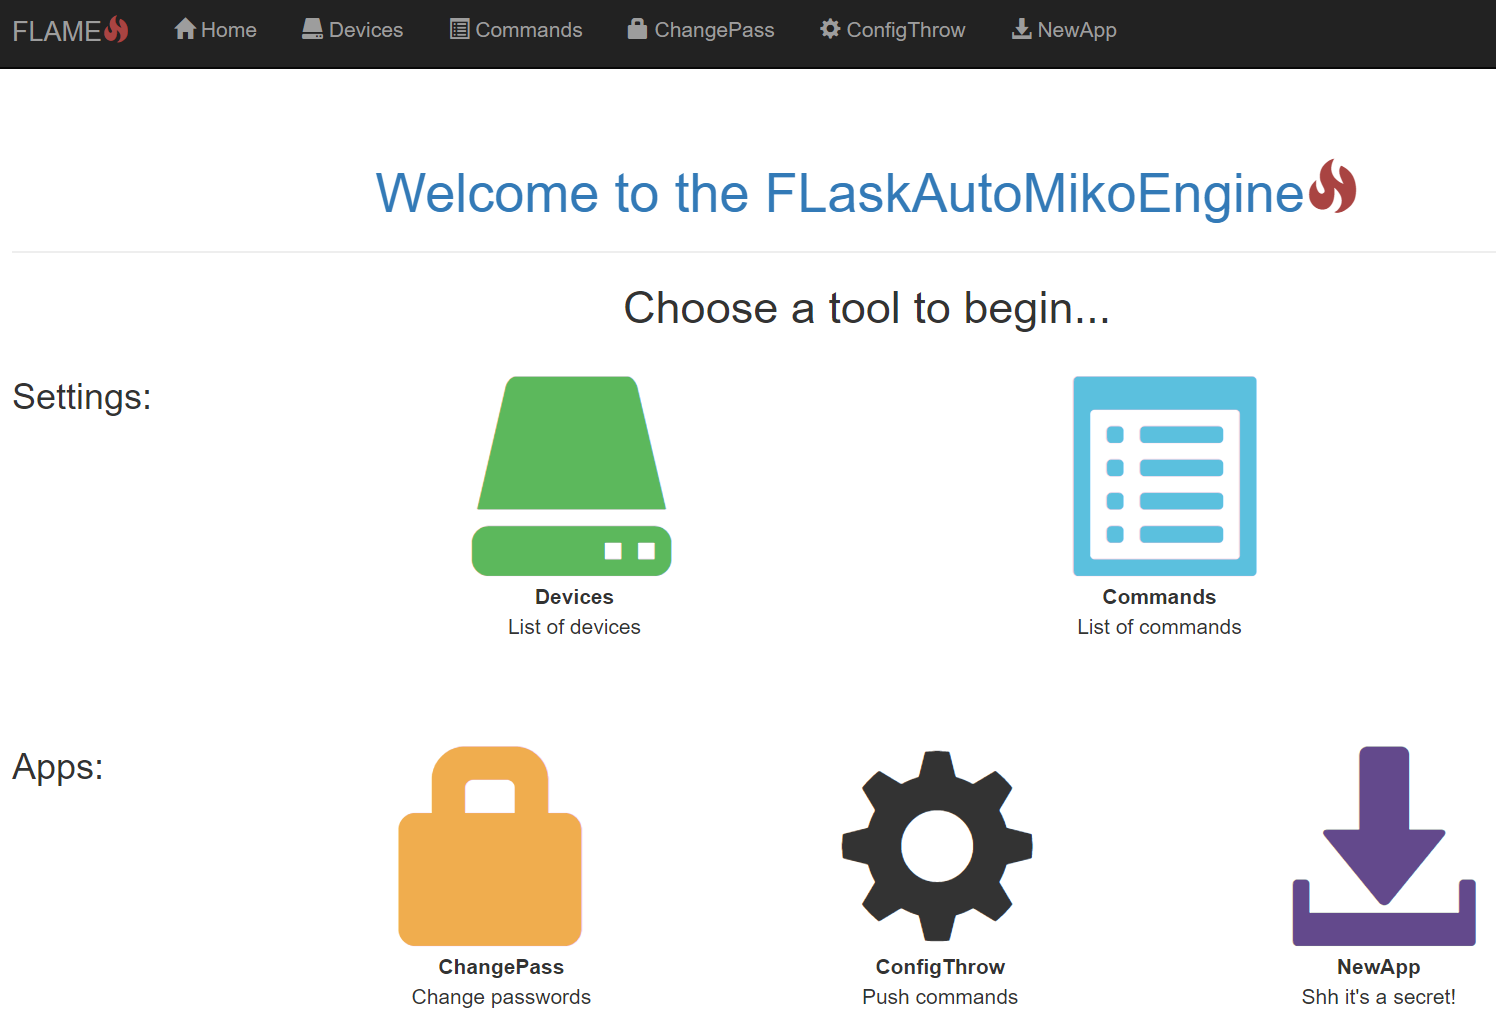 FLAME Home Devices Commands ChangePass ConfigThrow NewApp
Welcome to the FLaskAutoMikoEngine
Choose a tool to begin...
Settings:
Devices Commands
List of devices List of commands
Apps:
ChangePass ConfigThrow NewApp
Change passwords Push commands Shh it's a secret!